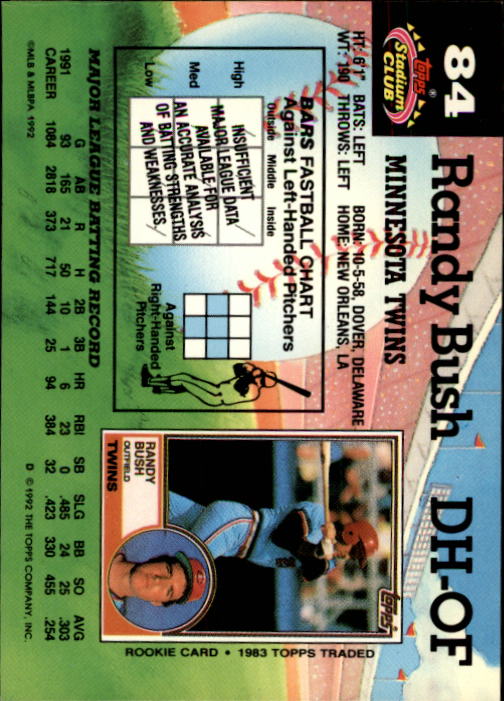 84
Topps
Stadium
CLUB
Randy Bush DH-OF
MINNESOTA TWINS
HT: 6'1" BATS: LEFT BORN: 10-5-58, DOVER, DELAWARE
WT: 190 THROWS: LEFT HOME: NEW ORLEANS, LA
BARS FASTBALL CHART
Against Left-Handed Pitchers
Outside Middle Inside
High
Med
Low
INSUFFICIENT
MAJOR LEAGUE DATA
AVAILABLE FOR
AN ACCURATE ANALYSIS
OF BATTING STRENGTHS
AND WEAKNESSES
Against
Right-Handed
Pitchers
Topps
RANDY
BUSH
OUTFIELD
TWINS
ROOKIE CARD • 1983 TOPPS TRADED
MAJOR LEAGUE BATTING RECORD
G AB R H 2B 3B HR RBI SB SLG BB SO AVG
1991 93 165 21 50 10 1 6 23 0 .485 24 25 .303
CAREER 1084 2818 373 717 144 25 94 384 32 .423 330 455 .254
©MLB & MLBPA 1992
D © 1992 THE TOPPS COMPANY, INC.